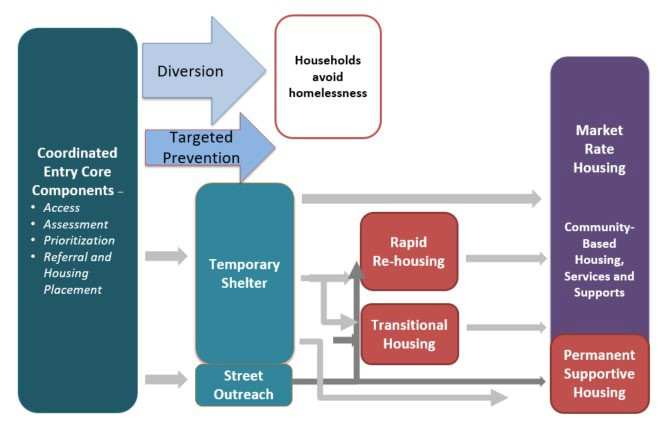 Coordinated
Entry Core
Components –
• Access
• Assessment
• Prioritization
• Referral and
Housing
Placement
Diversion
Targeted
Prevention
Households
avoid
homelessness
Temporary
Shelter
Street
Outreach
Rapid
Re-housing
Transitional
Housing
Market
Rate
Housing
Community-
Based
Housing,
Services and
Supports
Permanent
Supportive
Housing